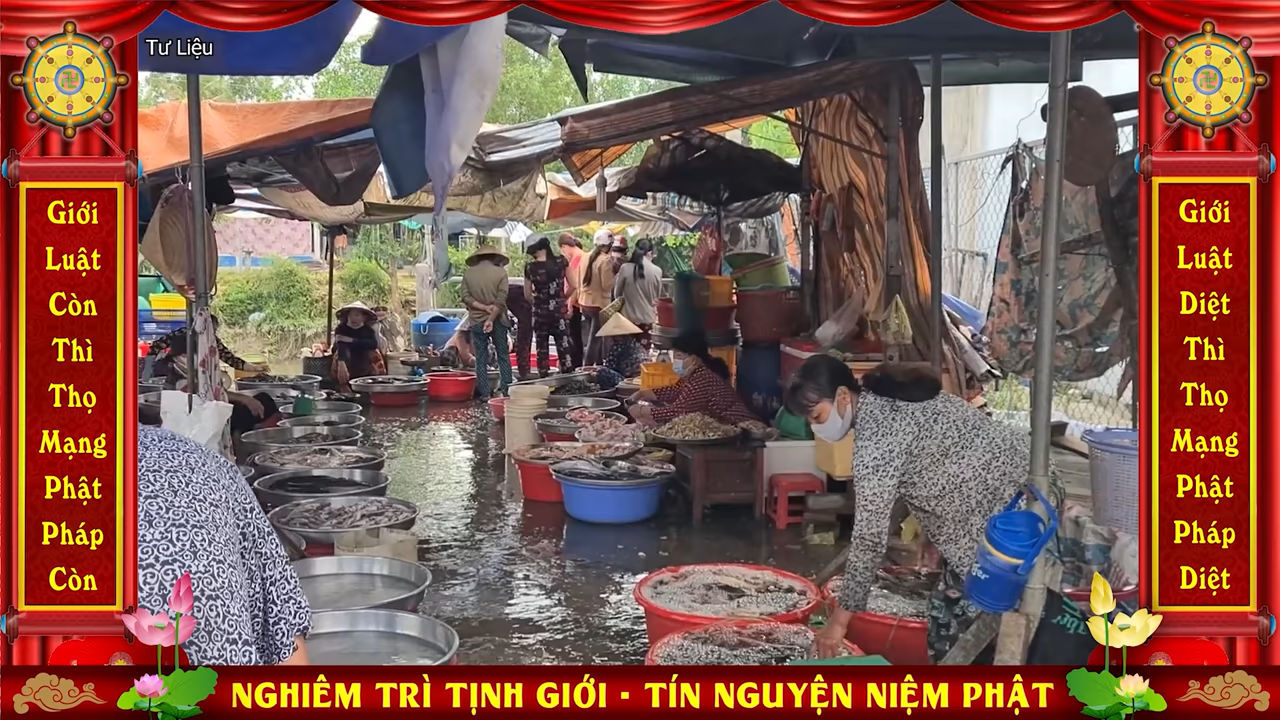 Tư Liệu
Giới
Luật
Còn
Thì
Thọ
Mạng
Phật
Pháp
Còn
Giới
Luật
Diệt
Thì
Thọ
Mạng
Phật
Pháp
Diệt
NGHIÊM TRÌ TỊNH GIỚI - TÍN NGUYỆN NIỆM PHẬT